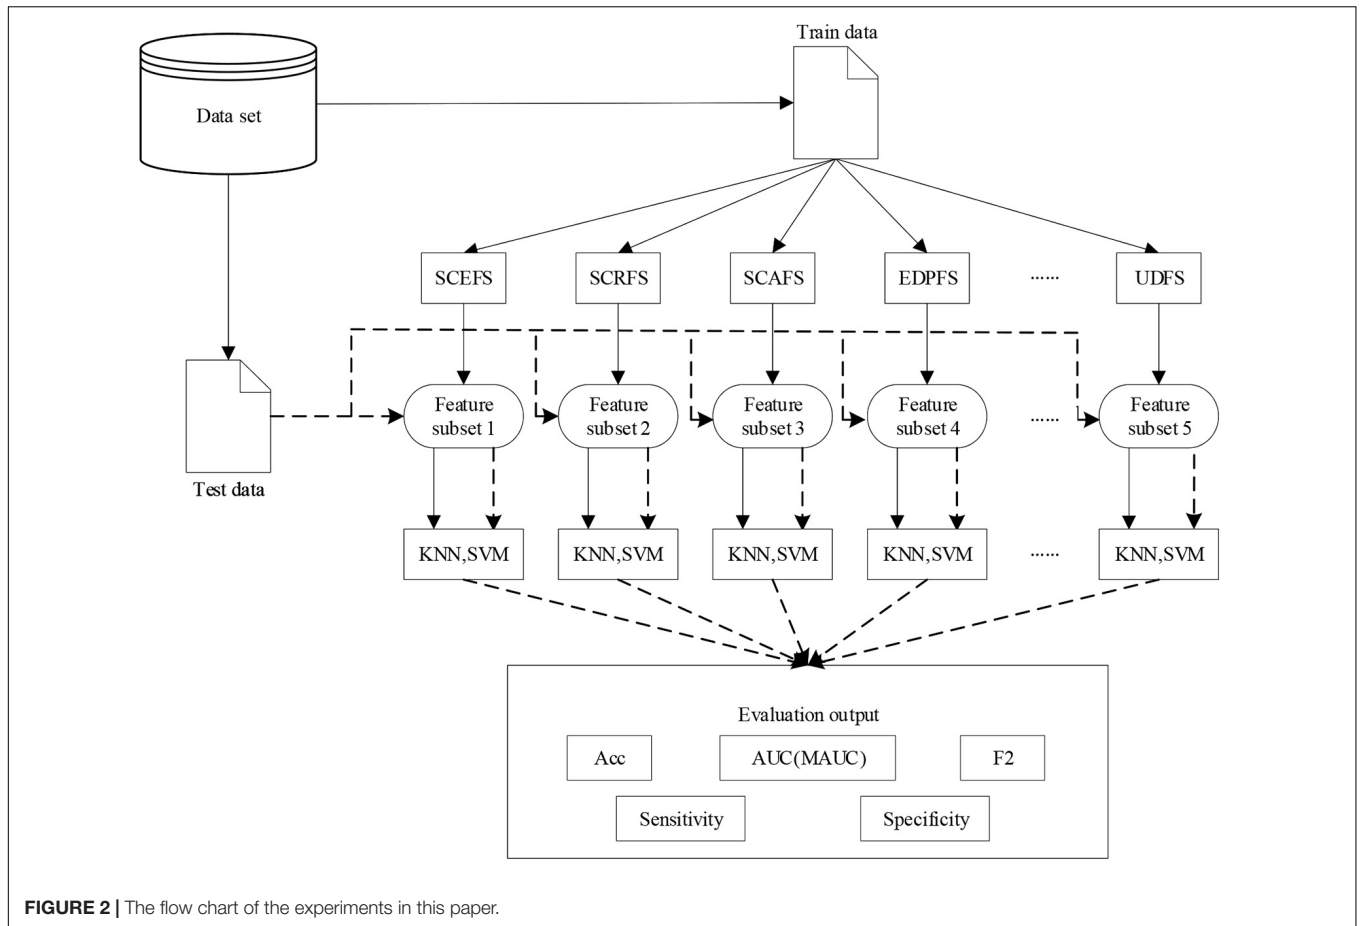 Train data
Data set
SCEFS
SCRFS
SCAFS
EDPFS
......
UDFS
Feature
subset 1
Feature
subset 2
Feature
subset 3
Feature
subset 4
......
Feature
subset 5
Test data
KNN,SVM
KNN,SVM
KNN,SVM
KNN,SVM
......
KNN,SVM
Evaluation output
Acc
AUC(MAUC)
F2
Sensitivity
Specificity
FIGURE 2 | The flow chart of the experiments in this paper.